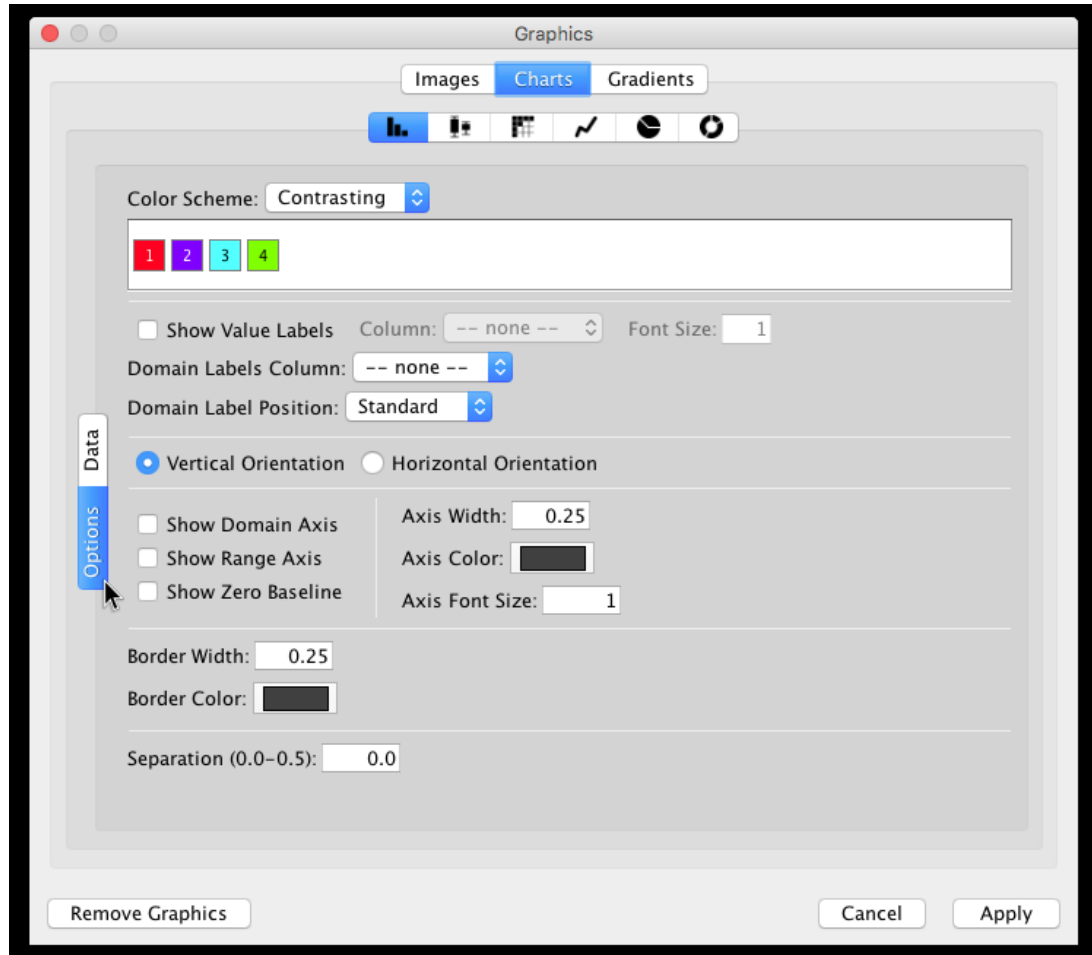 Graphics
Images Charts Gradients
Color Scheme: Contrasting
1 2 3 4
Show Value Labels Column: -- none -- Font Size: 1
Domain Labels Column: -- none --
Domain Label Position: Standard
Data
Vertical Orientation Horizontal Orientation
Options
Show Domain Axis
Show Range Axis
Show Zero Baseline
Axis Width: 0.25
Axis Color:
Axis Font Size: 1
Border Width: 0.25
Border Color:
Separation (0.0-0.5): 0.0
Remove Graphics Cancel Apply